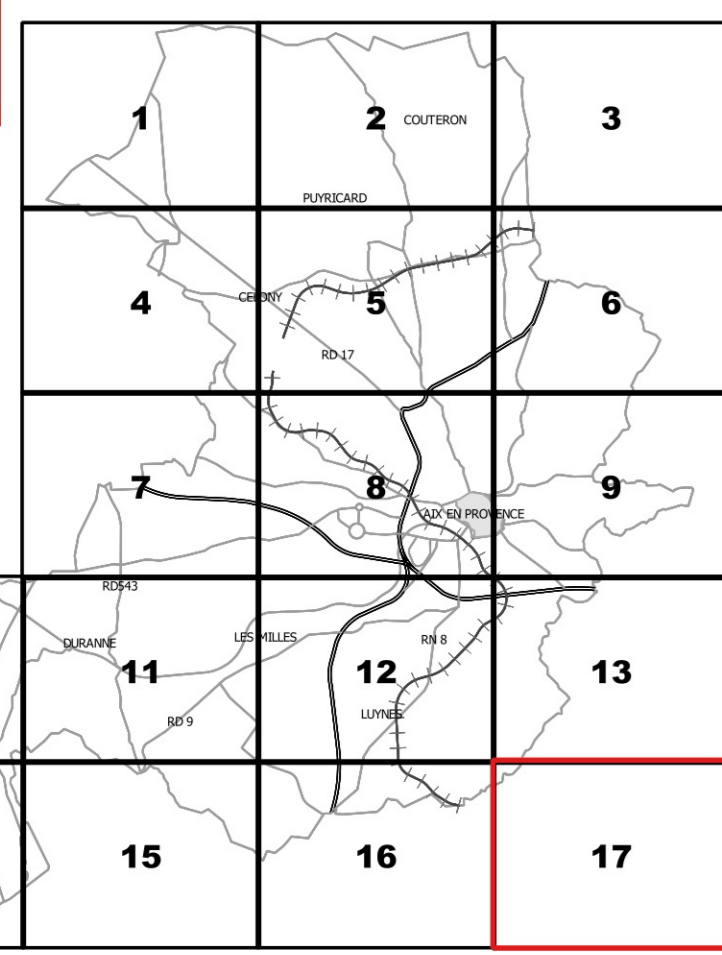 1
2
COUTERON
3
PUYRICARD
4
CELONY
5
6
RD 17
7
8
9
AIX EN PROVENCE
RD543
DURANNE
LES MILLES
RN 8
11
12
13
LUYNES
RD 9
15
16
17